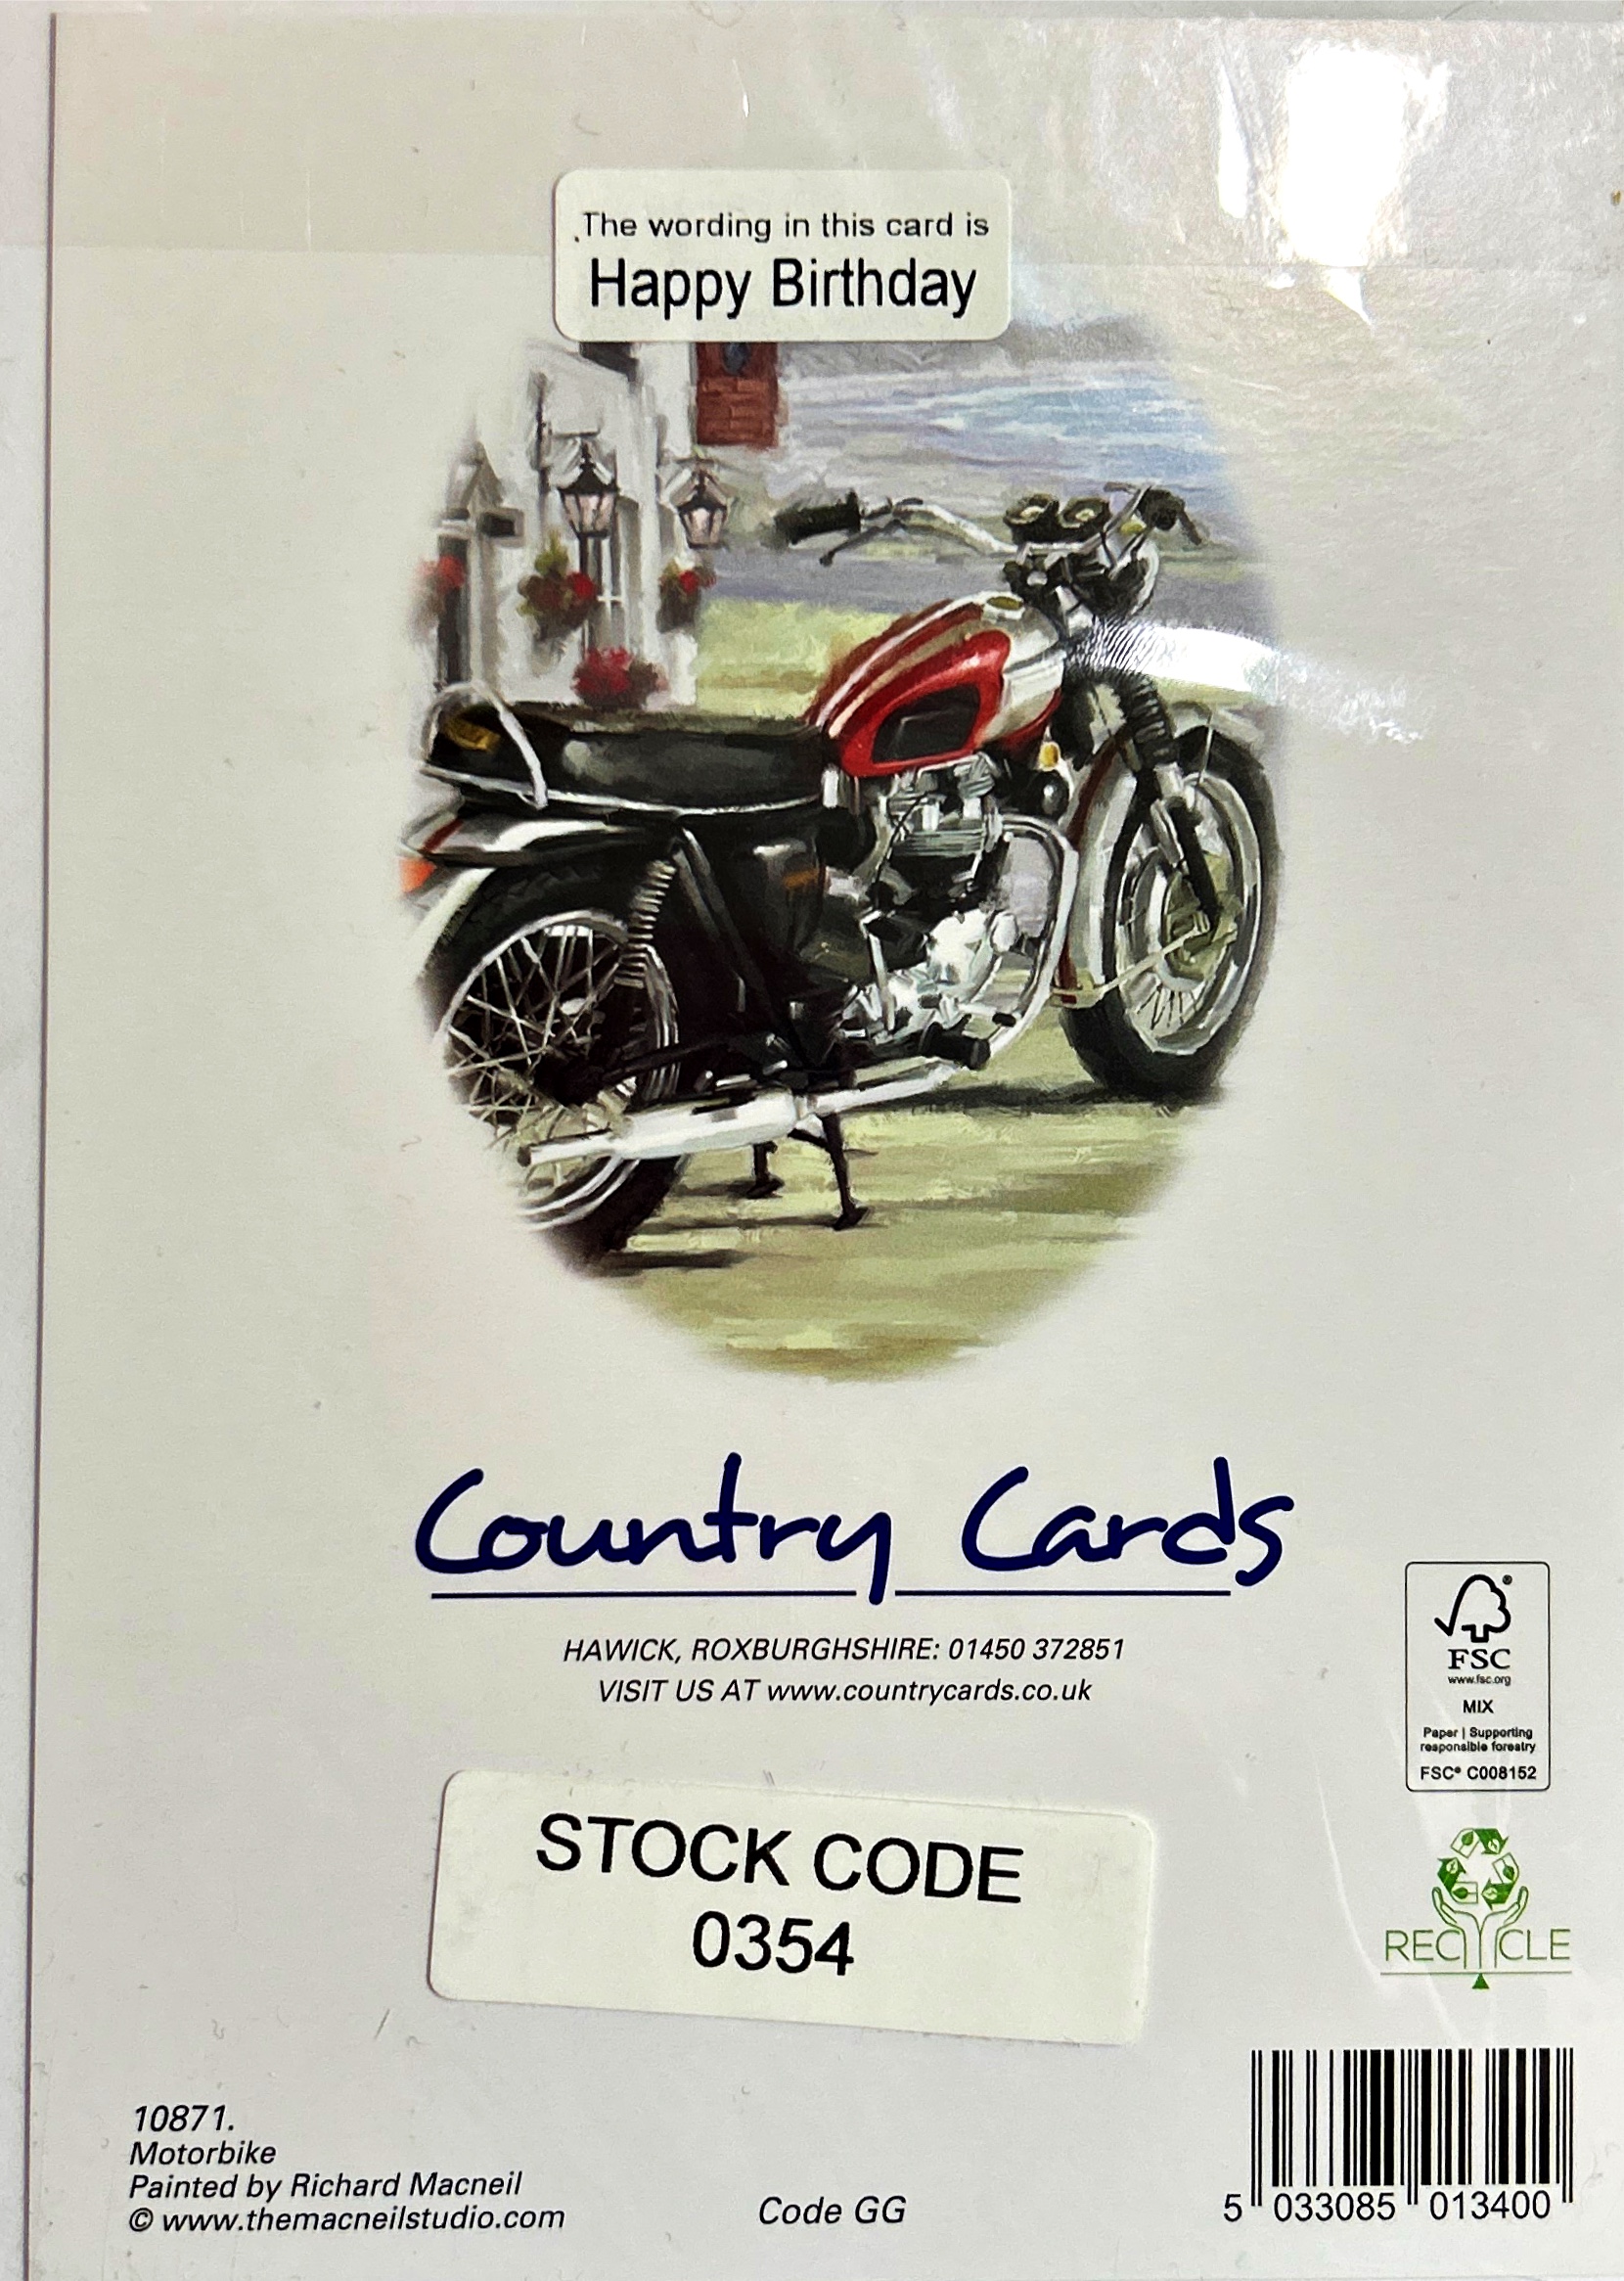 The wording in this card is
Happy Birthday
Country Cards
HAWICK, ROXBURGHSHIRE: 01450 372851
VISIT US AT www.countrycards.co.uk
FSC®
www.fsc.org
MIX
Paper | Supporting
responsible forestry
FSC® C008152
STOCK CODE
0354
RECYCLE
10871.
Motorbike
Painted by Richard Macneil
© www.themacneilstudio.com
Code GG
5 033085 013400